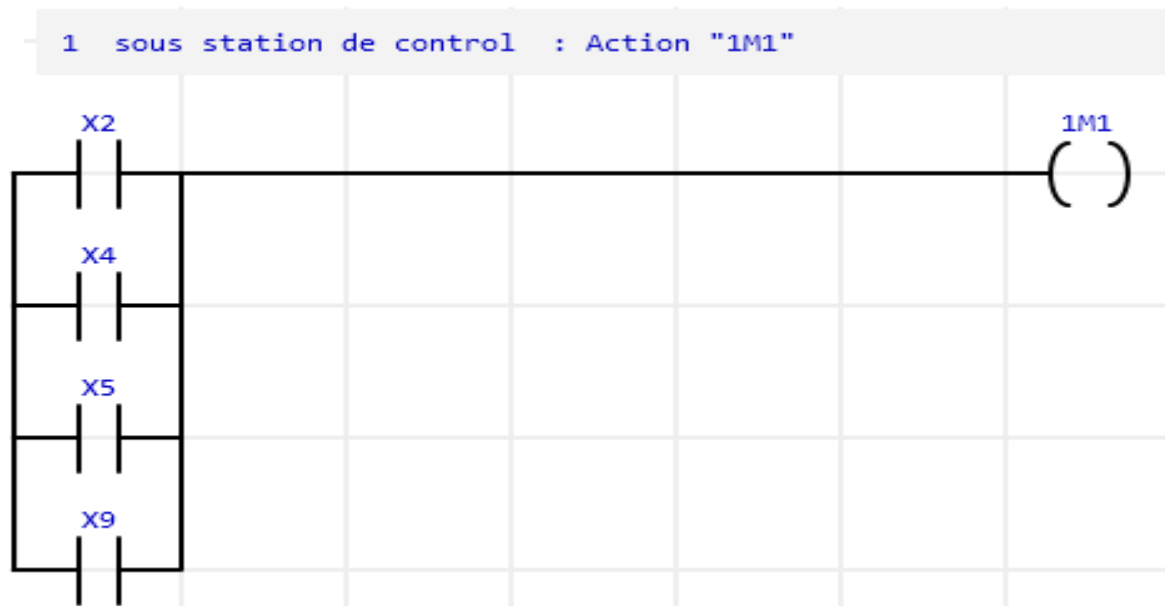 1 sous station de control : Action "1M1"
X2 1M1
X4
X5
X9